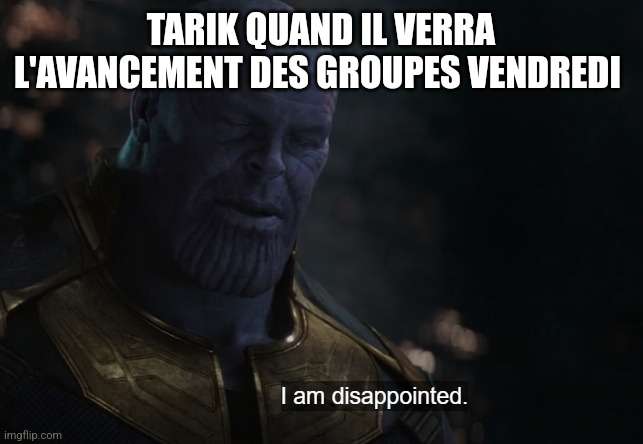 TARIK QUAND IL VERRA
L'AVANCEMENT DES GROUPES VENDREDI
I am disappointed.
imgflip.com